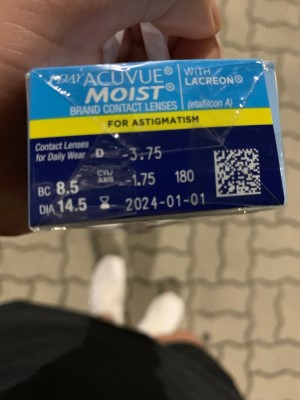 1·DAY ACUVUE® WITH
MOIST® LACREON®
BRAND CONTACT LENSES (etafilcon A)
FOR ASTIGMATISM
Contact Lenses
for Daily Wear D -3.75
BC 8.5 CYL/AXIS -1.75 180
DIA 14.5 2024-01-01